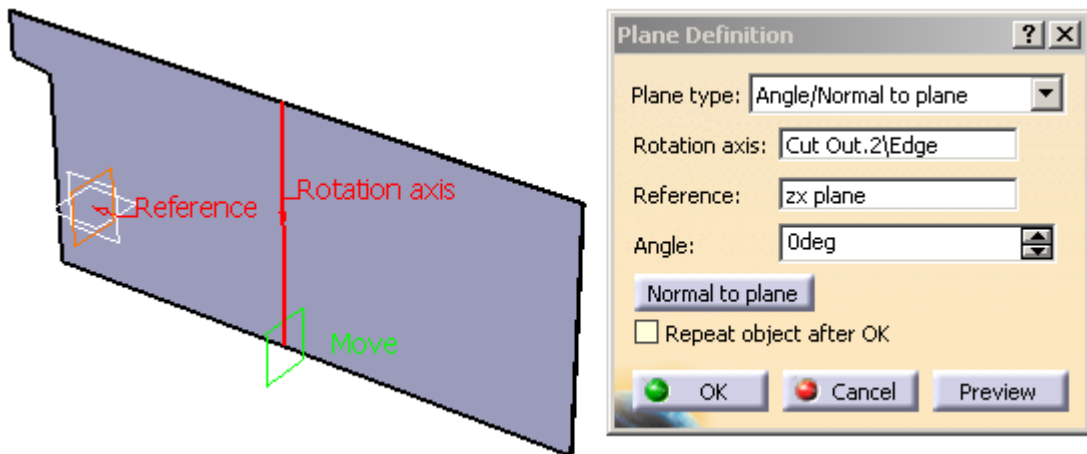 Reference
Rotation axis
Move
Plane Definition ? X
Plane type: Angle/Normal to plane
Rotation axis: Cut Out.2\Edge
Reference: zx plane
Angle: 0deg
Normal to plane
Repeat object after OK
OK Cancel Preview